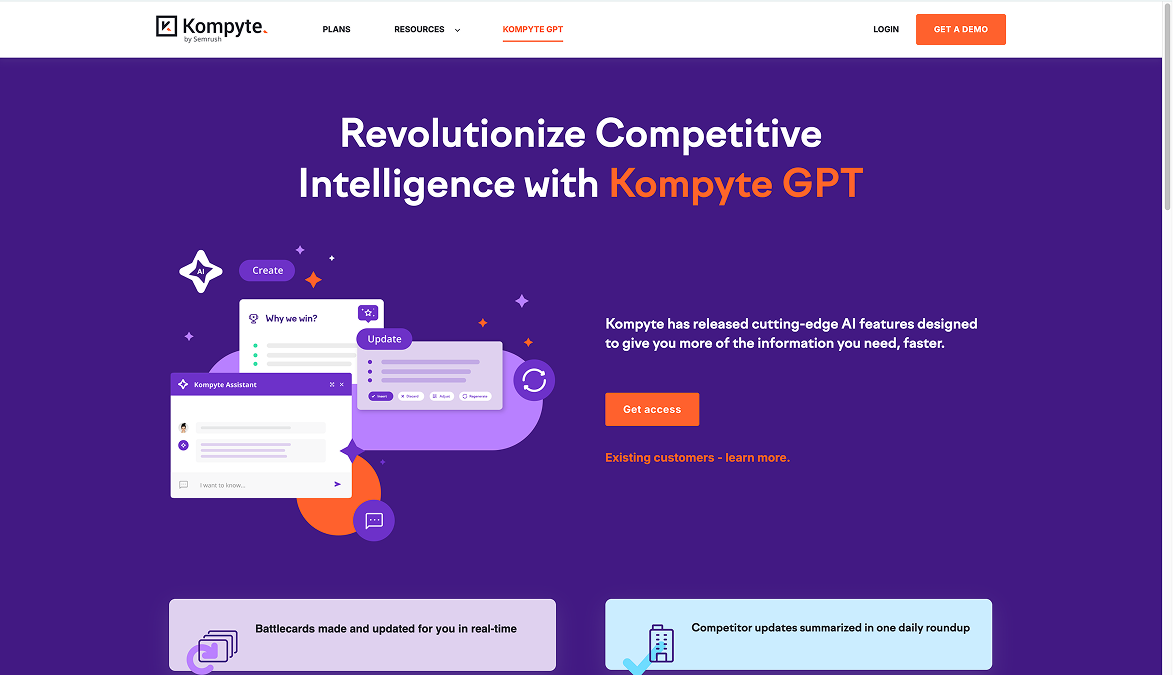 Kompyte.
by Semrush
PLANS
RESOURCES
KOMPYTE GPT
LOGIN
GET A DEMO
Revolutionize Competitive
Intelligence with Kompyte GPT
AI
Create
Why we win?
Update
Insert
Discard
Adjust
Regenerate
Kompyte Assistant
I want to know...
Kompyte has released cutting-edge AI features designed
to give you more of the information you need, faster.
Get access
Existing customers - learn more.
Battlecards made and updated for you in real-time
Competitor updates summarized in one daily roundup